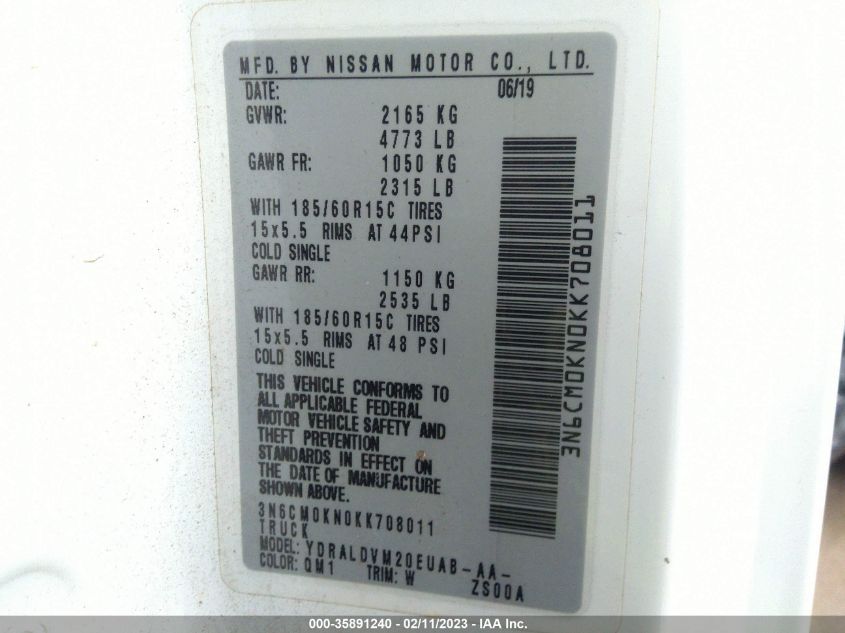 MFD. BY NISSAN MOTOR CO., LTD.
DATE: 06/19
GVWR: 2165 KG
4773 LB
GAWR FR: 1050 KG
2315 LB
WITH 185/60R15C TIRES
15x5.5 RIMS AT 44PSI
COLD SINGLE
GAWR RR: 1150 KG
2535 LB
WITH 185/60R15C TIRES
15x5.5 RIMS AT 48 PSI
COLD SINGLE
THIS VEHICLE CONFORMS TO
ALL APPLICABLE FEDERAL
MOTOR VEHICLE SAFETY AND
THEFT PREVENTION
STANDARDS IN EFFECT ON
THE DATE OF MANUFACTURE
SHOWN ABOVE.
3N6CM0KN0KK708011
TRUCK
MODEL: YDRALDVM20EUAB-AA-
ZS00A
COLOR: QM1 TRIM: W
3N6CM0KN0KK708011
000-35891240 - 02/11/2023 - IAA Inc.